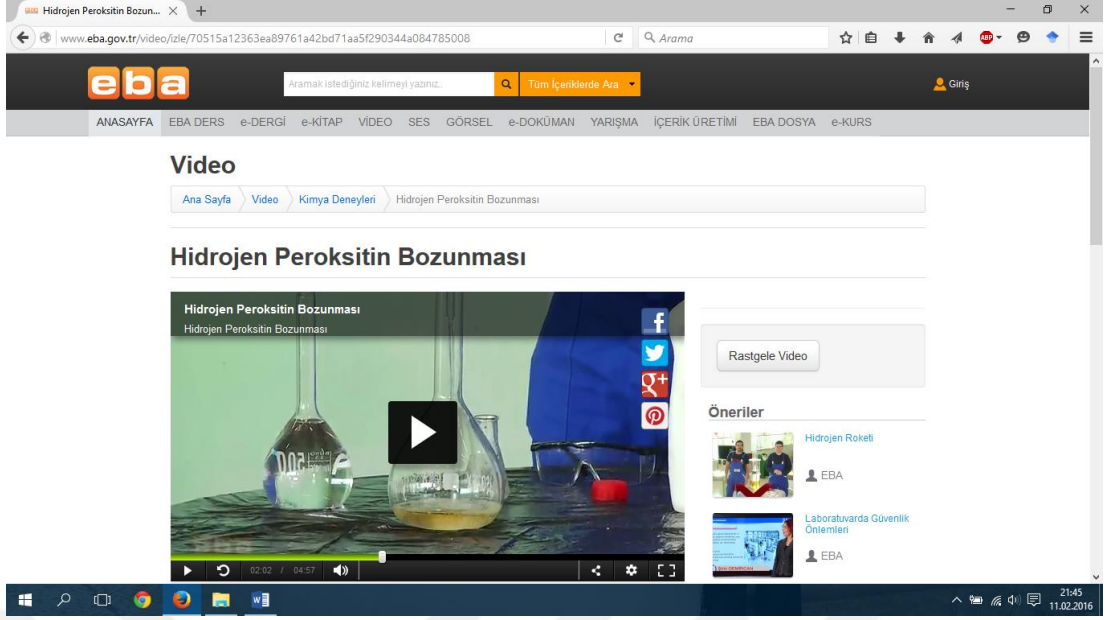 Hidrojen Peroksitin Bozun...
www.eba.gov.tr/video/izle/70515a12363ea89761a42bd71aa5f290344a084785008
Arama
ABP
eba
Aramak istediğiniz kelimeyi yazınız..
Tüm İçeriklerde Ara
Giriş
ANASAYFA EBA DERS e-DERGİ e-KİTAP VİDEO SES GÖRSEL e-DOKÜMAN YARIŞMA İÇERİK ÜRETİMİ EBA DOSYA e-KURS
Video
Ana Sayfa Video Kimya Deneyleri Hidrojen Peroksitin Bozunması
Hidrojen Peroksitin Bozunması
Hidrojen Peroksitin Bozunması
Hidrojen Peroksitin Bozunması
Rastgele Video
Öneriler
Hidrojen Roketi
EBA
Laboratuvarda Güvenlik
Önlemleri
EBA
02:02 / 04:57
21:45
11.02.2016